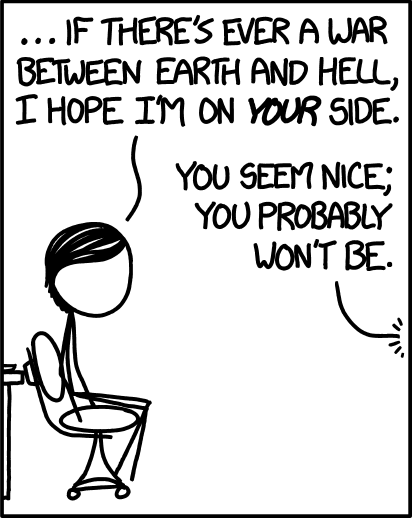 ...IF THERE'S EVER A WAR
BETWEEN EARTH AND HELL,
I HOPE I'M ON YOUR SIDE.
YOU SEEM NICE;
YOU PROBABLY
WON'T BE.